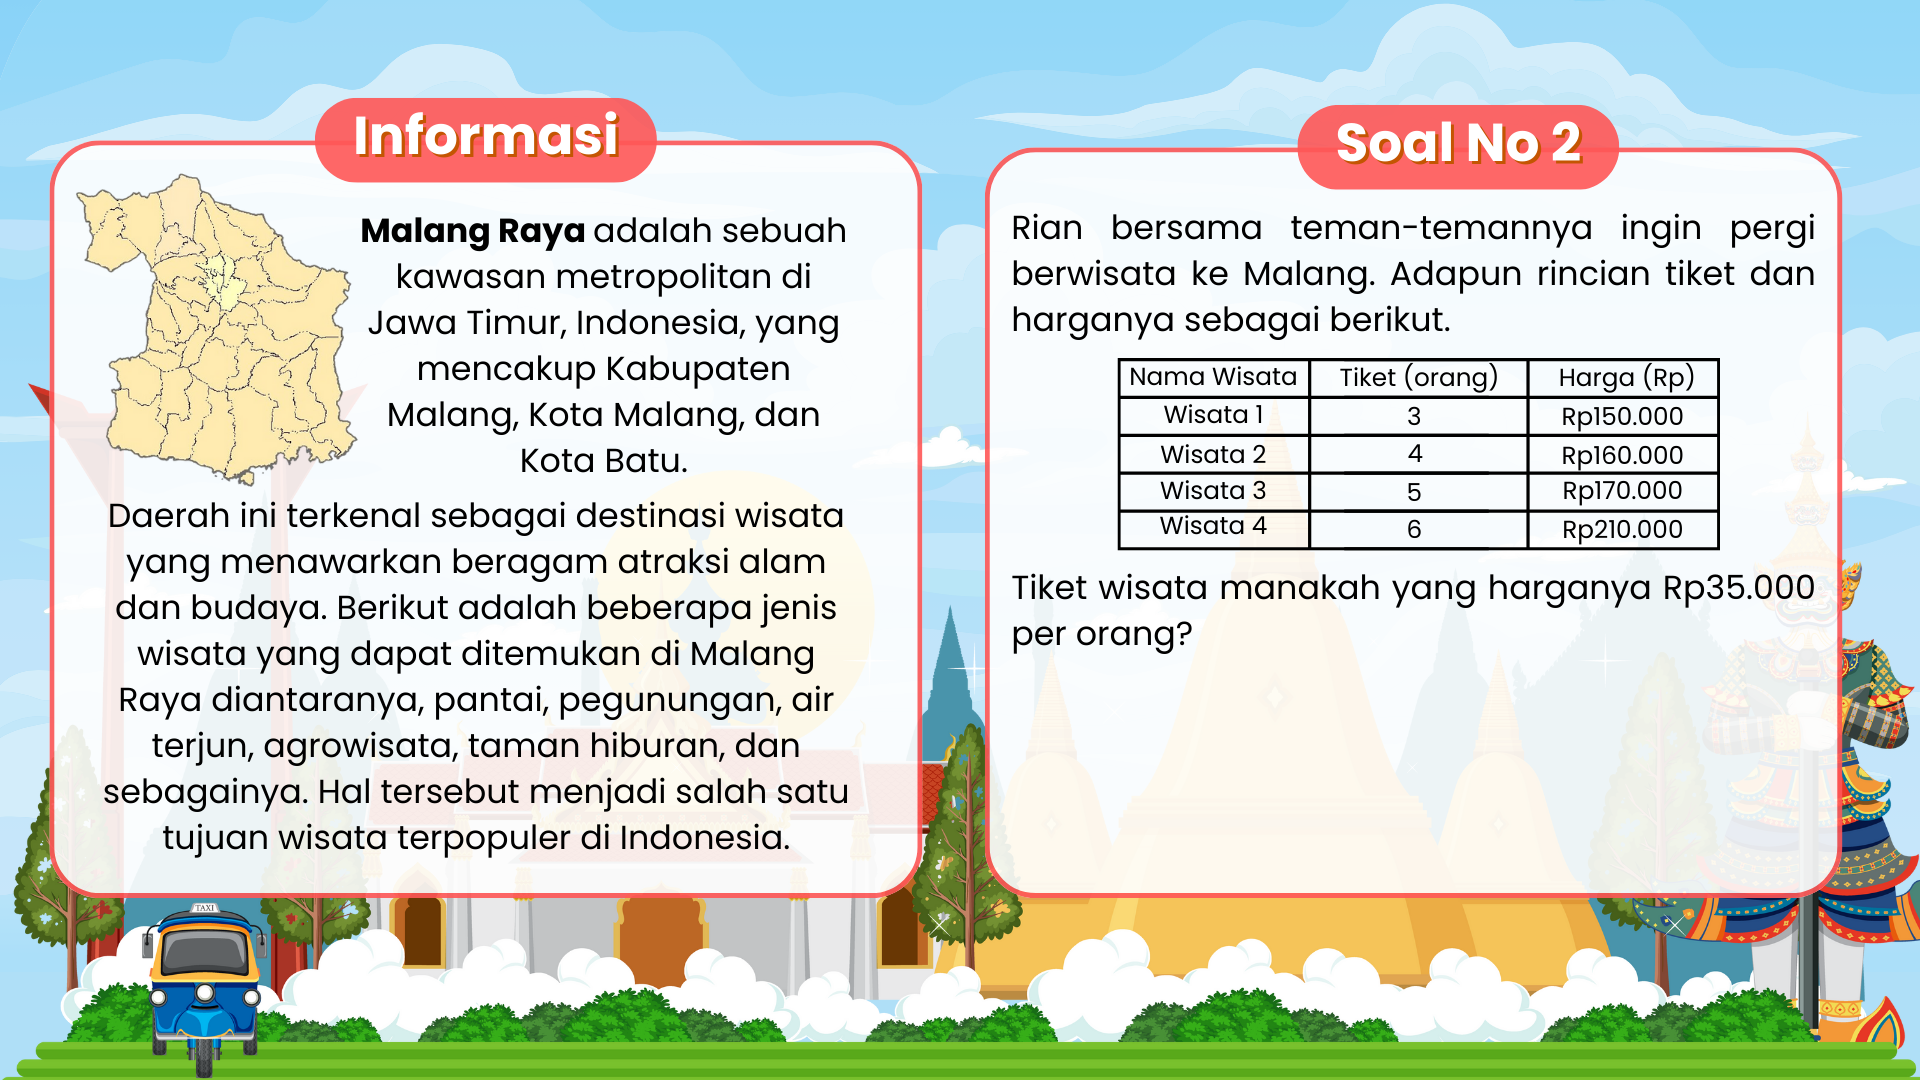 Informasi
Malang Raya adalah sebuah
kawasan metropolitan di
Jawa Timur, Indonesia, yang
mencakup Kabupaten
Malang, Kota Malang, dan
Kota Batu.
Daerah ini terkenal sebagai destinasi wisata
yang menawarkan beragam atraksi alam
dan budaya. Berikut adalah beberapa jenis
wisata yang dapat ditemukan di Malang
Raya diantaranya, pantai, pegunungan, air
terjun, agrowisata, taman hiburan, dan
sebagainya. Hal tersebut menjadi salah satu
tujuan wisata terpopuler di Indonesia.
Soal No 2
Rian bersama teman-temannya ingin pergi
berwisata ke Malang. Adapun rincian tiket dan
harganya sebagai berikut.
Nama Wisata Tiket (orang) Harga (Rp)
Wisata 1 3 Rp150.000
Wisata 2 4 Rp160.000
Wisata 3 5 Rp170.000
Wisata 4 6 Rp210.000
Tiket wisata manakah yang harganya Rp35.000
per orang?
TAXI